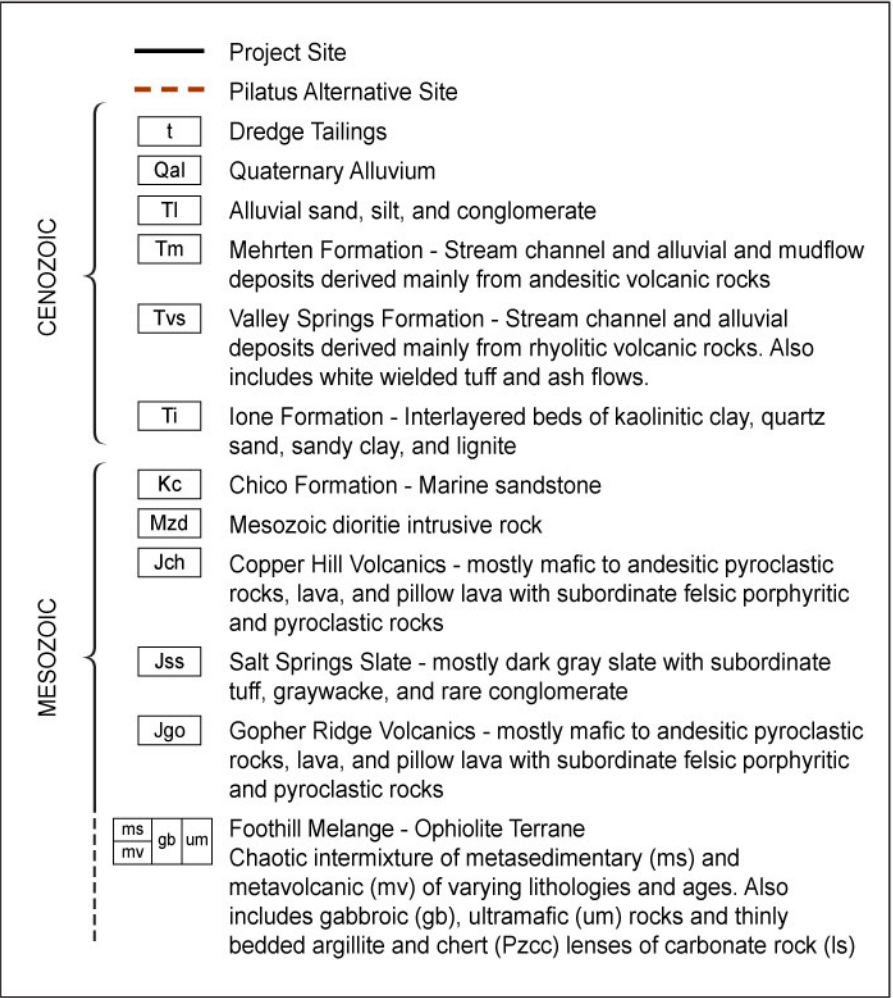 Project Site
Pilatus Alternative Site
CENOZOIC
t Dredge Tailings
Qal Quaternary Alluvium
Tl Alluvial sand, silt, and conglomerate
Tm Mehrten Formation - Stream channel and alluvial and mudflow
deposits derived mainly from andesitic volcanic rocks
Tvs Valley Springs Formation - Stream channel and alluvial
deposits derived mainly from rhyolitic volcanic rocks. Also
includes white wielded tuff and ash flows.
Ti Ione Formation - Interlayered beds of kaolinitic clay, quartz
sand, sandy clay, and lignite
MESOZOIC
Kc Chico Formation - Marine sandstone
Mzd Mesozoic dioritie intrusive rock
Jch Copper Hill Volcanics - mostly mafic to andesitic pyroclastic
rocks, lava, and pillow lava with subordinate felsic porphyritic
and pyroclastic rocks
Jss Salt Springs Slate - mostly dark gray slate with subordinate
tuff, graywacke, and rare conglomerate
Jgo Gopher Ridge Volcanics - mostly mafic to andesitic pyroclastic
rocks, lava, and pillow lava with subordinate felsic porphyritic
and pyroclastic rocks
ms mv gb um Foothill Melange - Ophiolite Terrane
Chaotic intermixture of metasedimentary (ms) and
metavolcanic (mv) of varying lithologies and ages. Also
includes gabbroic (gb), ultramafic (um) rocks and thinly
bedded argillite and chert (Pzcc) lenses of carbonate rock (ls)